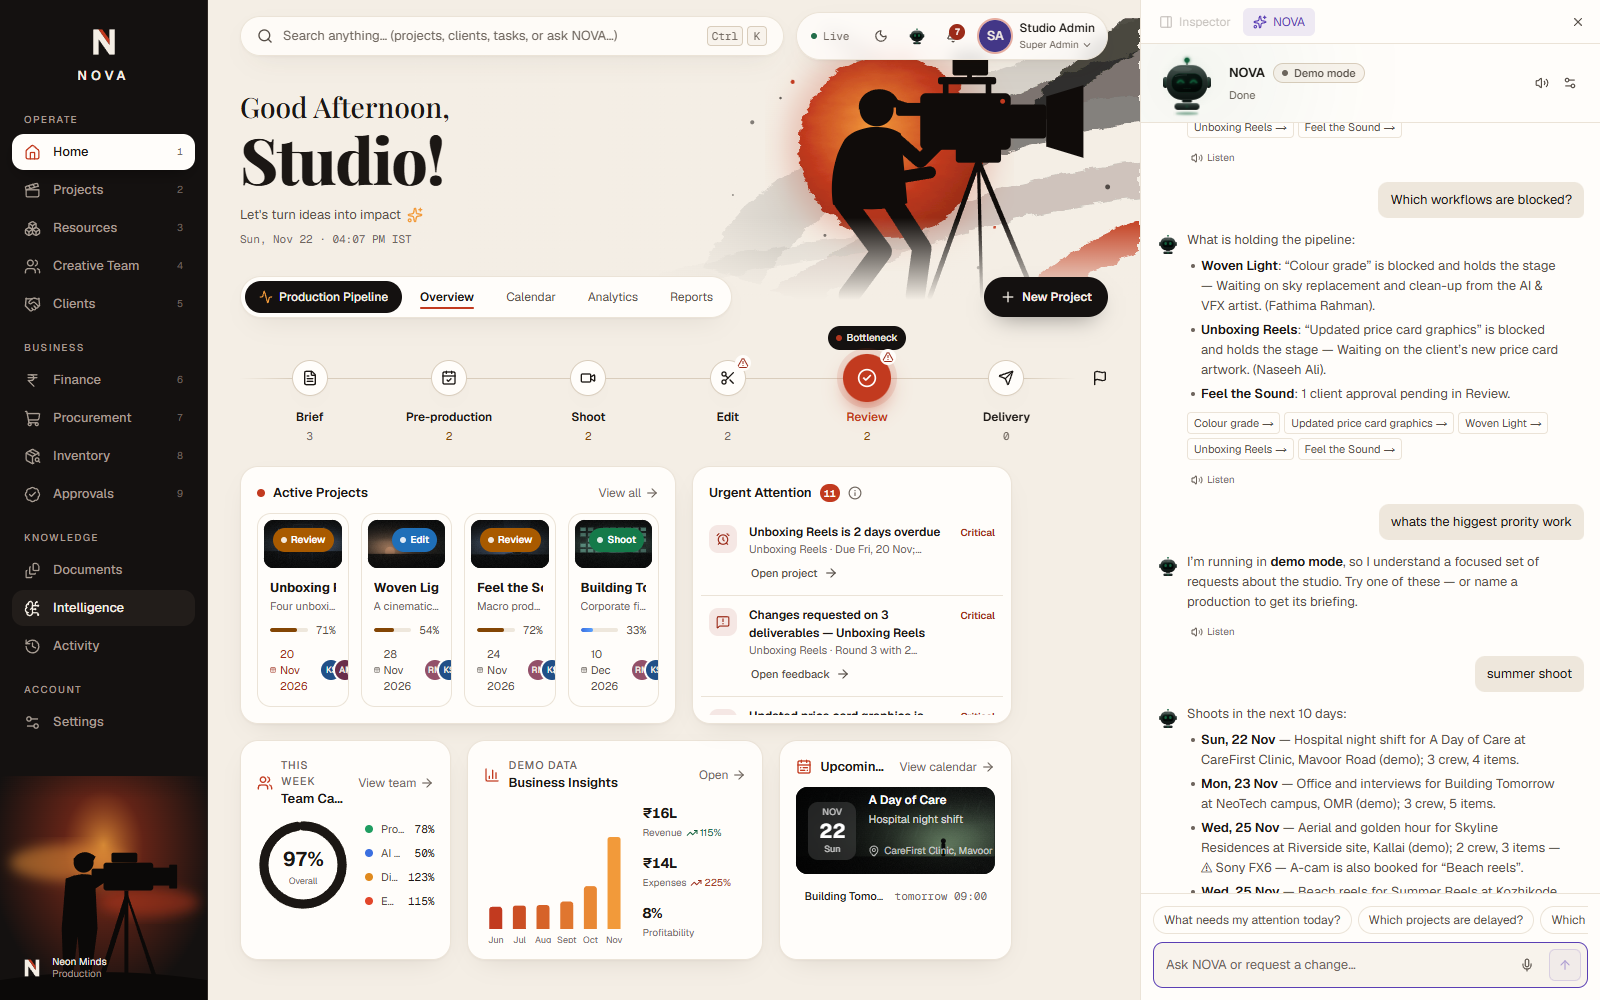 NOVA
OPERATE
Home 1
Projects 2
Resources 3
Creative Team 4
Clients 5
BUSINESS
Finance 6
Procurement 7
Inventory 8
Approvals 9
KNOWLEDGE
Documents
Intelligence
Activity
ACCOUNT
Settings
Neon Minds
Production
Search anything... (projects, clients, tasks, or ask NOVA...) Ctrl K
Live
7
SA
Studio Admin
Super Admin
Good Afternoon,
Studio!
Let's turn ideas into impact
Sun, Nov 22 · 04:07 PM IST
Production Pipeline Overview Calendar Analytics Reports
New Project
Bottleneck
Brief Pre-production Shoot Edit Review Delivery
3 2 2 2 2 0
Active Projects View all →
Review
Unboxing
Four unboxi...
71%
20
Nov
2026
Edit
Woven Lig
A cinematic...
54%
28
Nov
2026
Review
Feel the So
Macro prod...
72%
24
Nov
2026
Shoot
Building To
Corporate fi...
33%
10
Dec
2026
Urgent Attention 11
Unboxing Reels is 2 days overdue Critical
Unboxing Reels · Due Fri, 20 Nov;...
Open project →
Changes requested on 3 Critical
deliverables — Unboxing Reels
Unboxing Reels · Round 3 with 2...
Open feedback →
THIS
WEEK
Team Ca... View team →
97%
Overall
Pro... 78%
AI ... 50%
Di... 123%
E... 115%
DEMO DATA
Business Insights Open →
Jun Jul Aug Sept Oct Nov
₹16L
Revenue 115%
₹14L
Expenses 225%
8%
Profitability
Upcomin... View calendar →
NOV
22
Sun
A Day of Care
Hospital night shift
CareFirst Clinic, Mavoor
Building Tomo... tomorrow 09:00
Inspector NOVA
NOVA Demo mode
Done
Unboxing Reels → Feel the Sound →
Listen
Which workflows are blocked?
What is holding the pipeline:
• Woven Light: “Colour grade” is blocked and holds the stage
— Waiting on sky replacement and clean-up from the AI &
VFX artist. (Fathima Rahman).
• Unboxing Reels: “Updated price card graphics” is blocked
and holds the stage — Waiting on the client’s new price card
artwork. (Naseeh Ali).
• Feel the Sound: 1 client approval pending in Review.
Colour grade → Updated price card graphics → Woven Light →
Unboxing Reels → Feel the Sound →
Listen
whats the higgest prority work
I’m running in demo mode, so I understand a focused set of
requests about the studio. Try one of these — or name a
production to get its briefing.
Listen
summer shoot
Shoots in the next 10 days:
• Sun, 22 Nov — Hospital night shift for A Day of Care at
CareFirst Clinic, Mavoor Road (demo); 3 crew, 4 items.
• Mon, 23 Nov — Office and interviews for Building Tomorrow
at NeoTech campus, OMR (demo); 3 crew, 5 items.
• Wed, 25 Nov — Aerial and golden hour for Skyline
Residences at Riverside site, Kallai (demo); 2 crew, 3 items —
⚠ Sony FX6 — A-cam is also booked for “Beach reels”.
• Wed, 25 Nov — Beach reels for Summer Reels at Kozhikode
What needs my attention today? Which projects are delayed? Which
Ask NOVA or request a change...